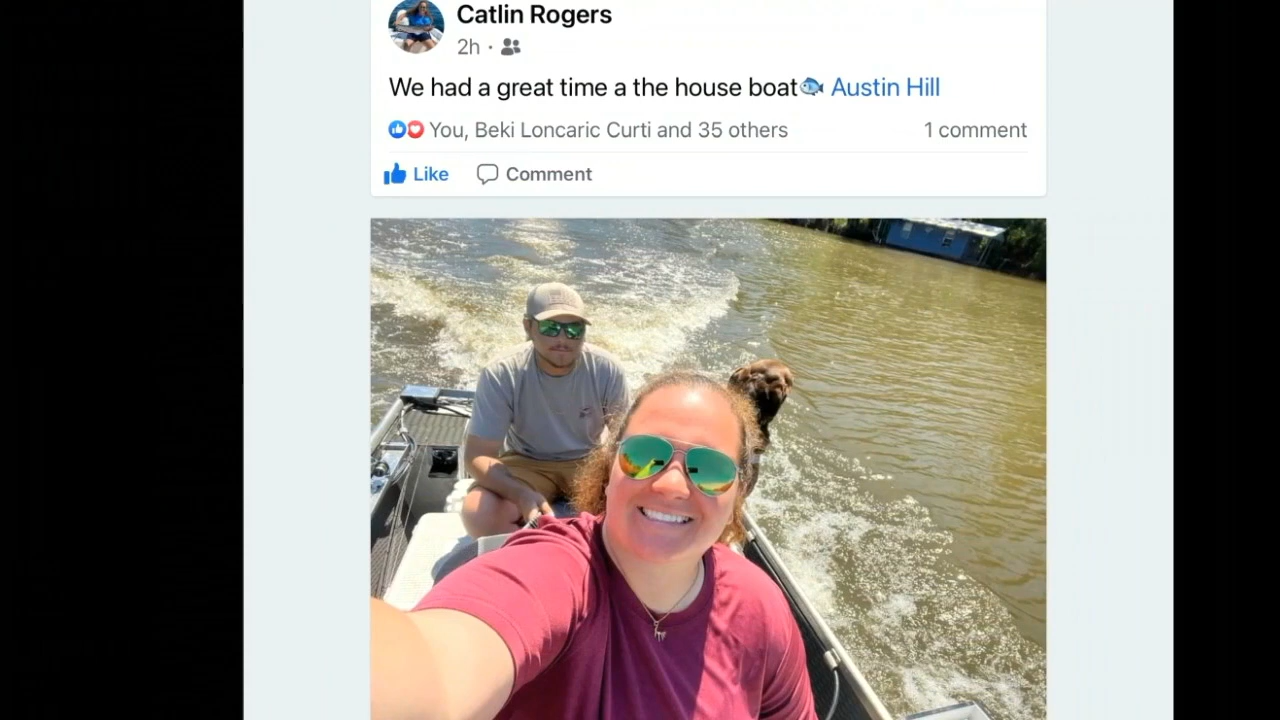 Catlin Rogers
2h ·
We had a great time a the house boat🐟 Austin Hill
You, Beki Loncaric Curti and 35 others 1 comment
Like Comment